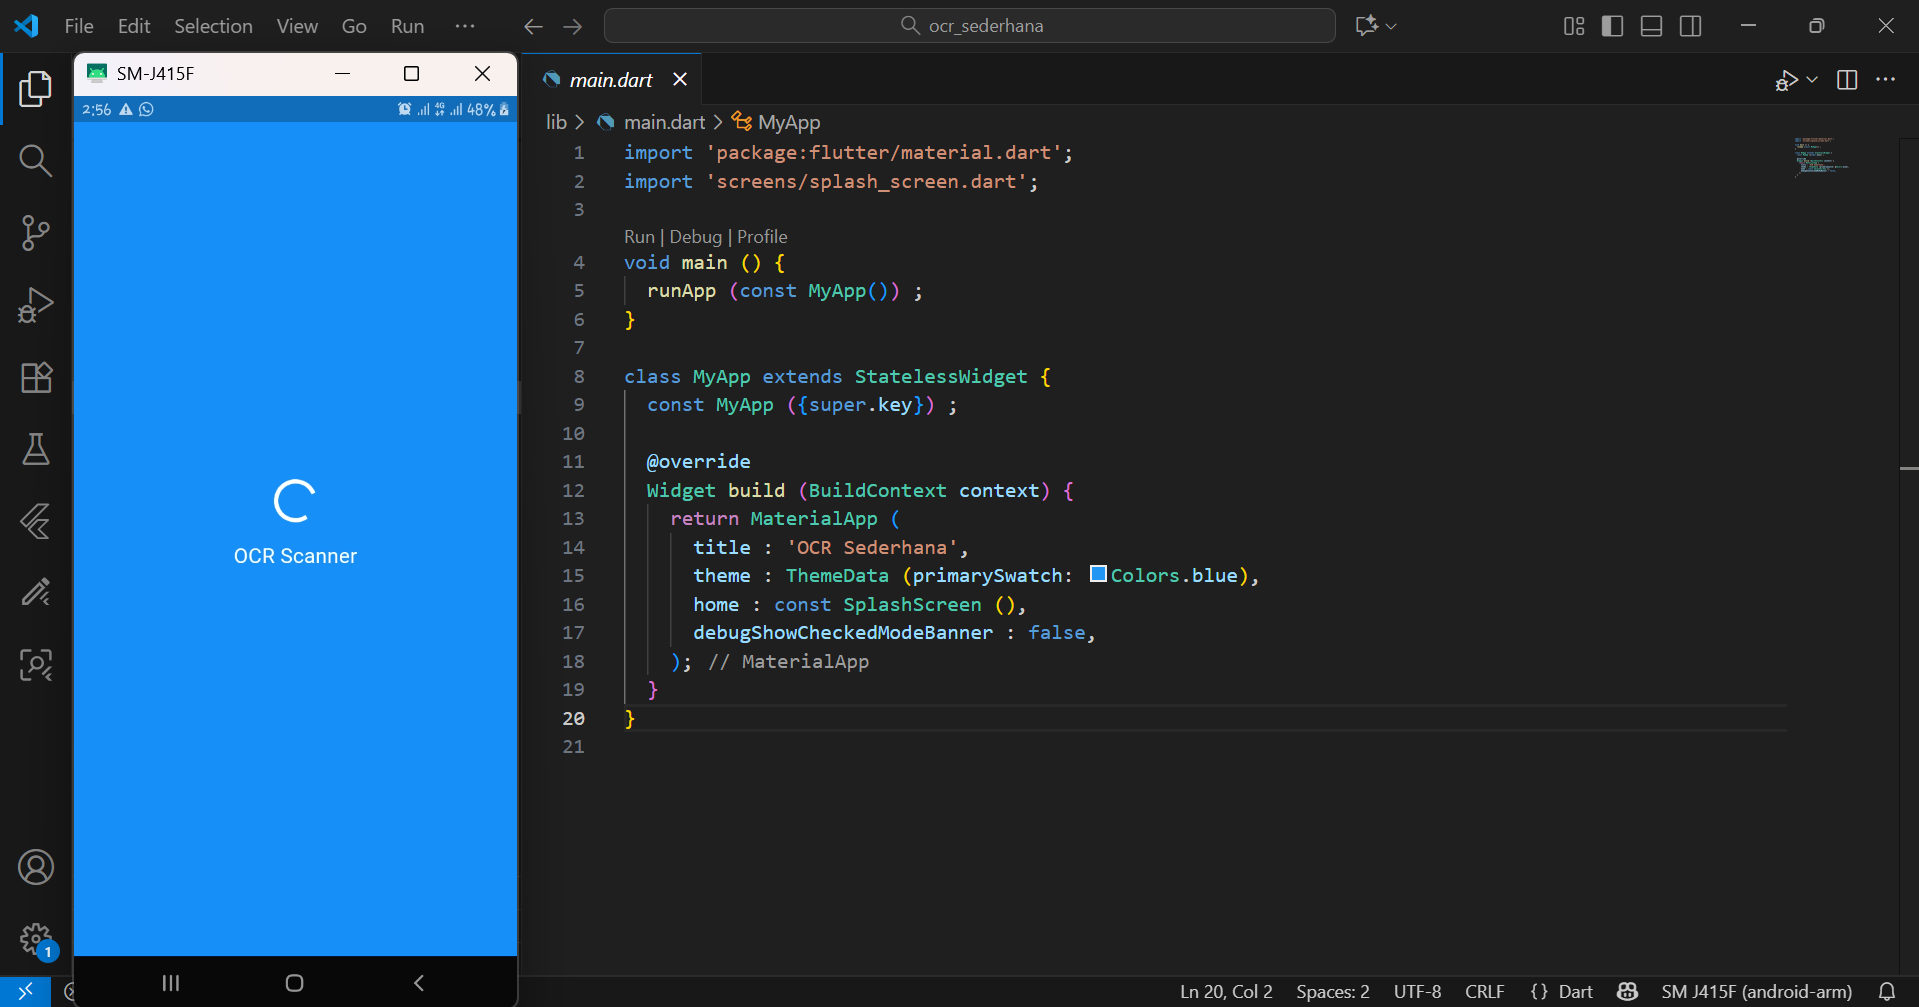 File Edit Selection View Go Run ···
ocr_sederhana
SM-J415F
2:56
4G 48%
OCR Scanner
main.dart
lib > main.dart > MyApp
1 import 'package:flutter/material.dart';
2 import 'screens/splash_screen.dart';
3
Run | Debug | Profile
4 void main () {
5 runApp (const MyApp()) ;
6 }
7
8 class MyApp extends StatelessWidget {
9 const MyApp ({super.key}) ;
10
11 @override
12 Widget build (BuildContext context) {
13 return MaterialApp (
14 title : 'OCR Sederhana',
15 theme : ThemeData (primarySwatch: Colors.blue),
16 home : const SplashScreen (),
17 debugShowCheckedModeBanner : false,
18 ); // MaterialApp
19 }
20 }
21
1
Ln 20, Col 2 Spaces: 2 UTF-8 CRLF {} Dart SM J415F (android-arm)